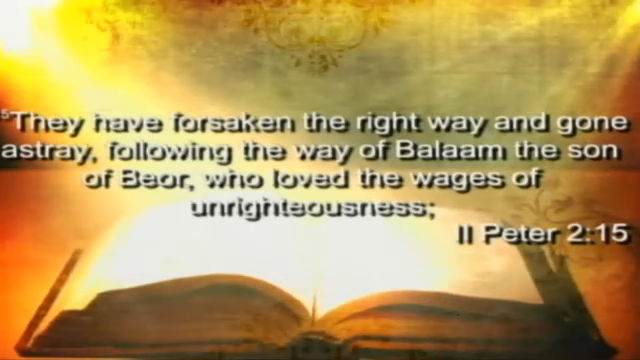 ⁵They have forsaken the right way and gone
astray, following the way of Balaam the son
of Beor, who loved the wages of
unrighteousness;
II Peter 2:15